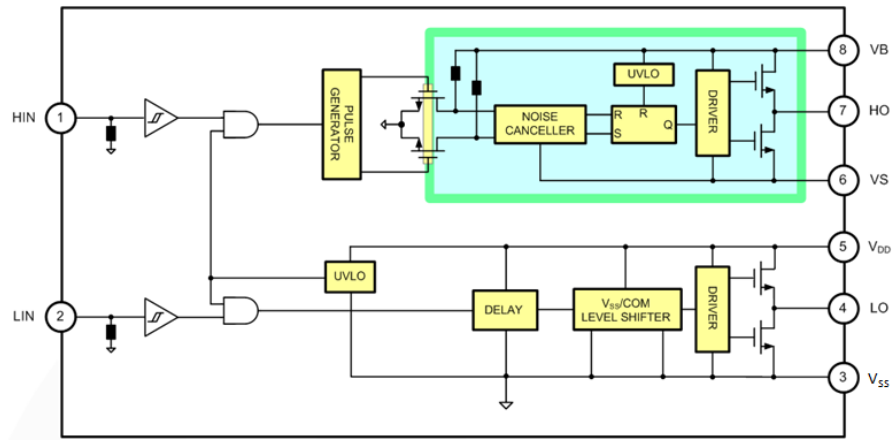 HIN
1
PULSE
GENERATOR
NOISE
CANCELLER
UVLO
R
R
S
Q
DRIVER
8
VB
7
HO
6
VS
LIN
2
UVLO
DELAY
VSS/COM
LEVEL SHIFTER
DRIVER
5
VDD
4
LO
3
VSS